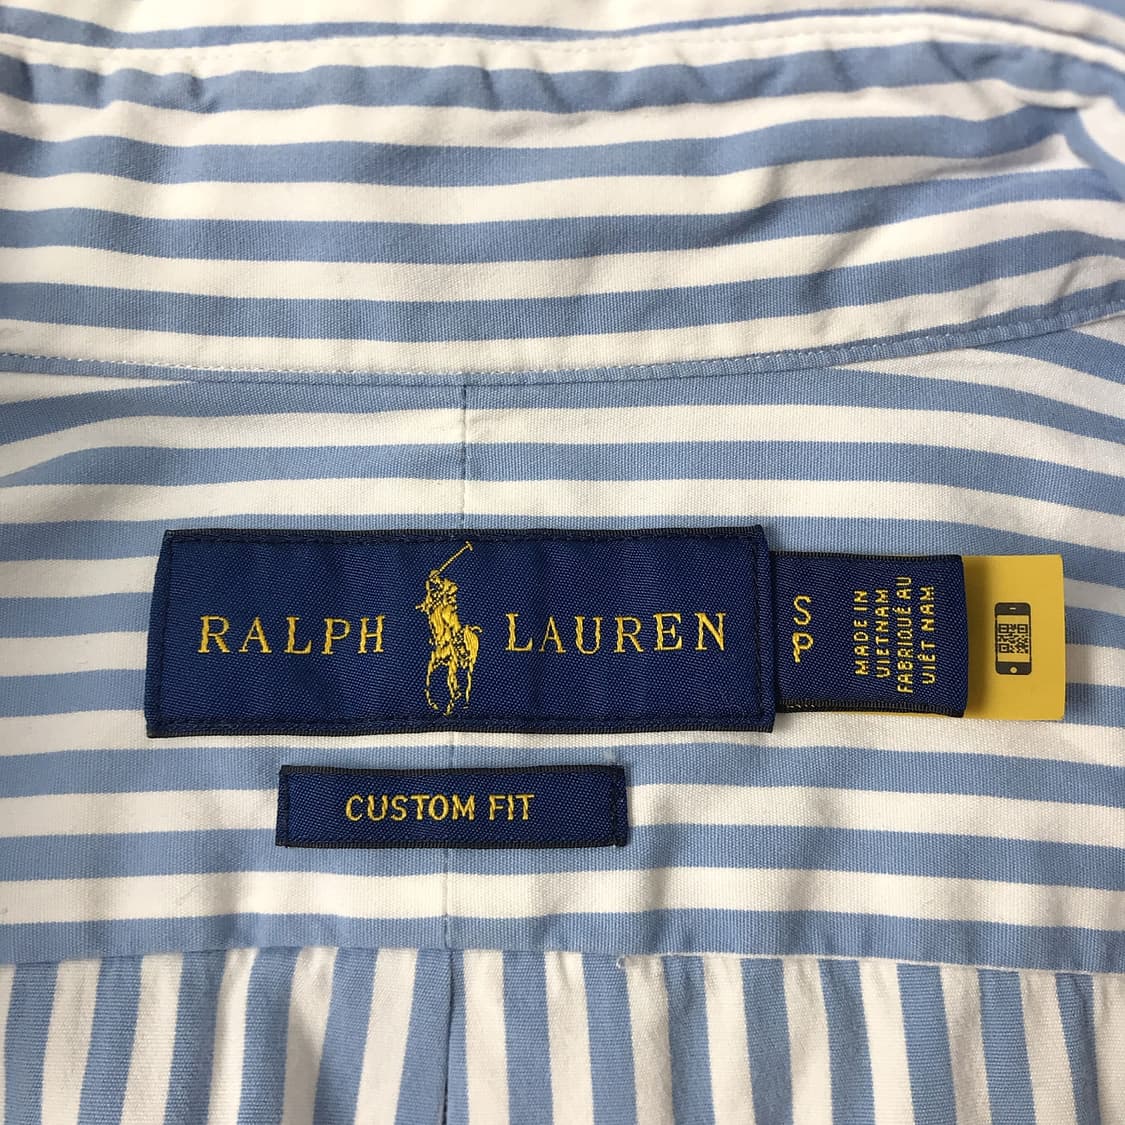 RALPH LAUREN
S
P
MADE IN
VIETNAM
FABRIQUÉ AU
VIÊT NAM
CUSTOM FIT